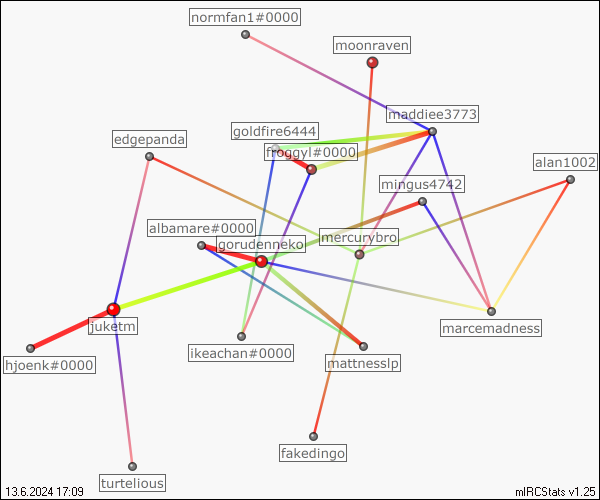 normfan1#0000
moonraven
maddiee3773
goldfire6444
edgepanda
froggyl#0000
alan1002
mingus4742
albamare#0000
mercurybro
gorudenneko
juketm
marcemadness
ikeachan#0000
mattnesslp
hjoenk#0000
fakedingo
turtelious
13.6.2024 17:09
mIRCStats v1.25